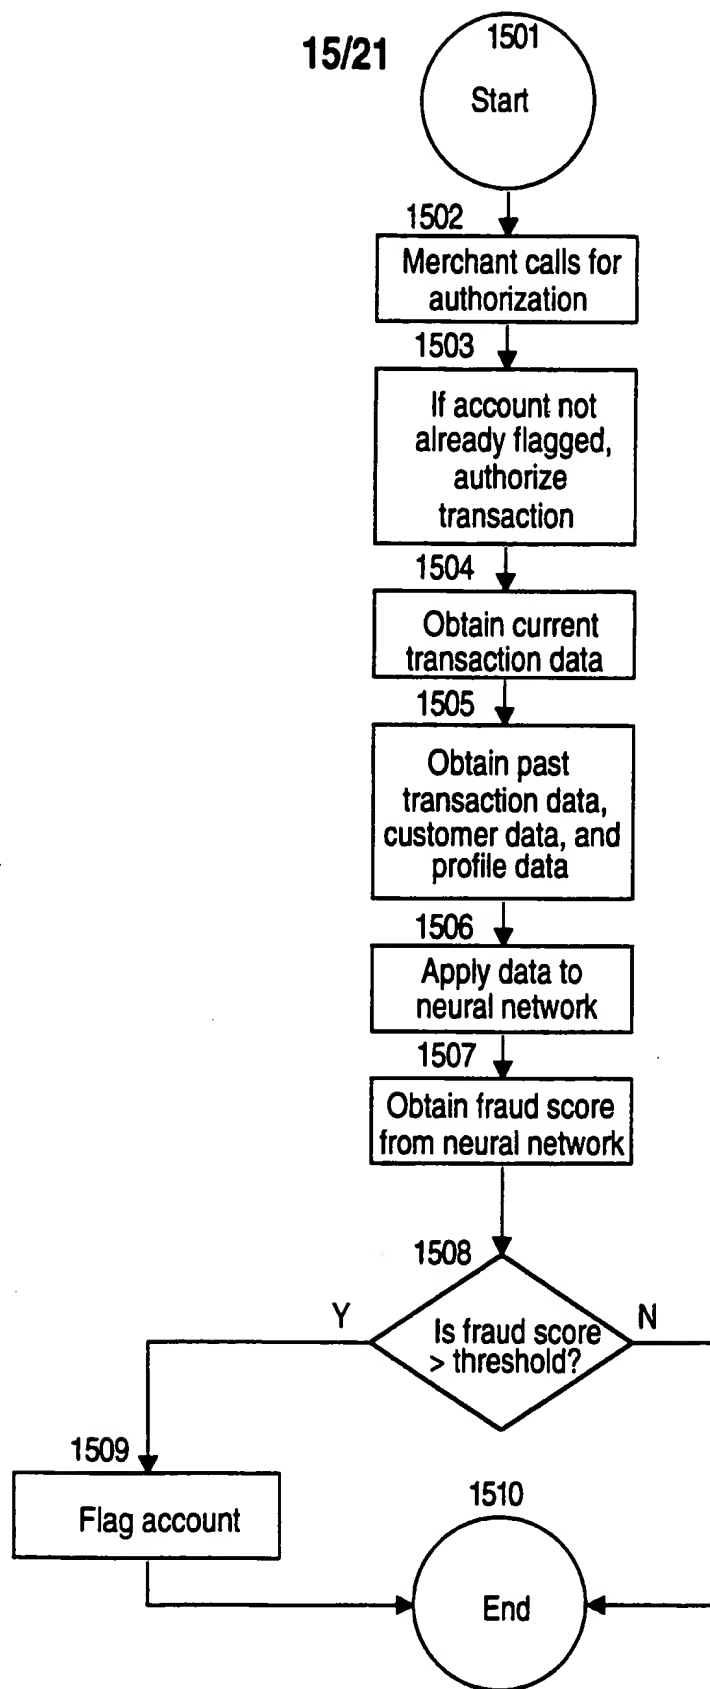 15/21
1501
Start
1502
Merchant calls for
authorization
1503
If account not
already flagged,
authorize
transaction
1504
Obtain current
transaction data
1505
Obtain past
transaction data,
customer data, and
profile data
1506
Apply data to
neural network
1507
Obtain fraud score
from neural network
1508
Y
Is fraud score
> threshold?
N
1509
Flag account
1510
End